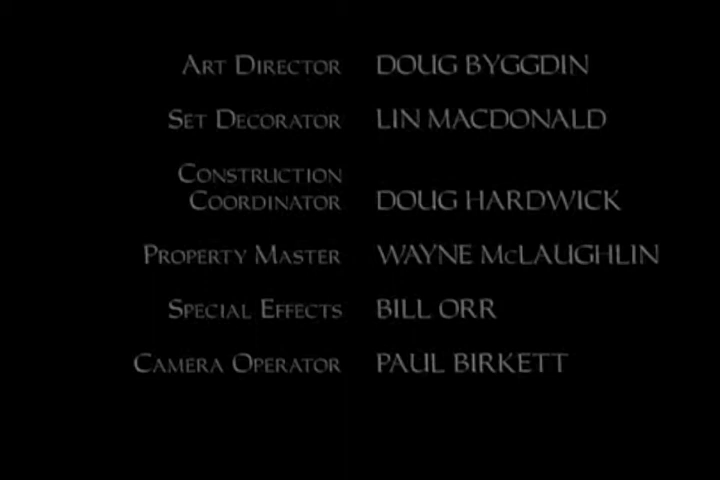 Art Director DOUG BYGGDIN
Set Decorator LIN MACDONALD
Construction
Coordinator DOUG HARDWICK
Property Master WAYNE McLAUGHLIN
Special Effects BILL ORR
Camera Operator PAUL BIRKETT